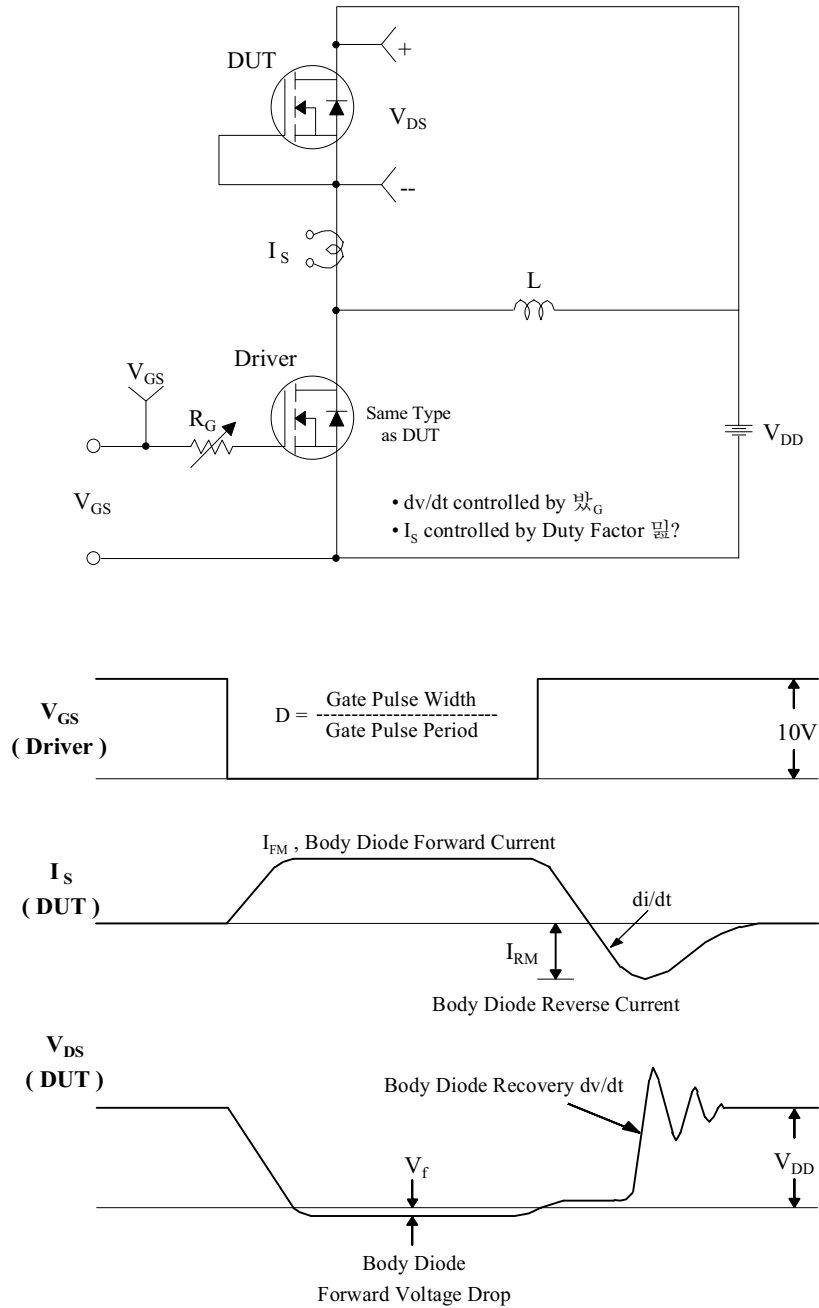 DUT
+
V_DS
--
I_S
L
Driver
V_GS
R_G
Same Type
as DUT
V_DD
V_GS
• dv/dt controlled by 밨_G
• I_S controlled by Duty Factor ?
V_GS
( Driver )
D = Gate Pulse Width
--------------------------
Gate Pulse Period
10V
I_FM , Body Diode Forward Current
I_S
( DUT )
di/dt
I_RM
Body Diode Reverse Current
V_DS
( DUT )
Body Diode Recovery dv/dt
V_f
V_DD
Body Diode
Forward Voltage Drop